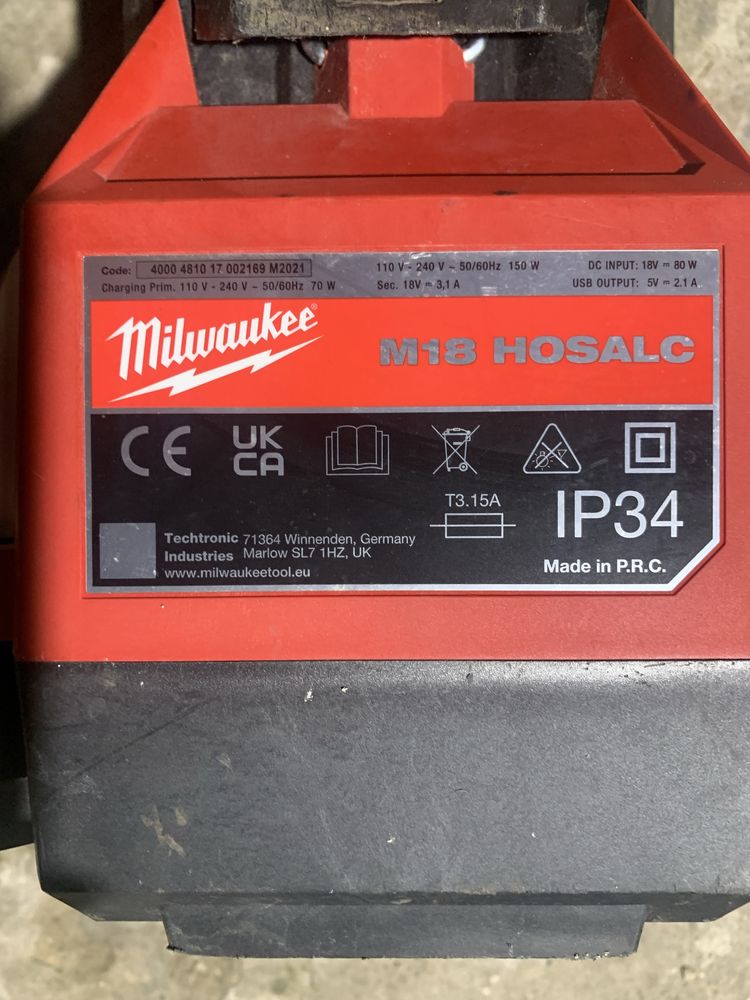 Code: 4000 4810 17 002169 M2021
Charging Prim. 110 V - 240 V ~ 50/60Hz 70 W
110 V - 240 V ~ 50/60Hz 150 W
Sec. 18V ⎓ 3,1 A
DC INPUT: 18V ⎓ 80 W
USB OUTPUT: 5V ⎓ 2.1 A
Milwaukee®
M18 HOSALC
CE
UK
CA
T3.15A
IP34
Techtronic 71364 Winnenden, Germany
Industries Marlow SL7 1HZ, UK
www.milwaukeetool.eu
Made in P.R.C.